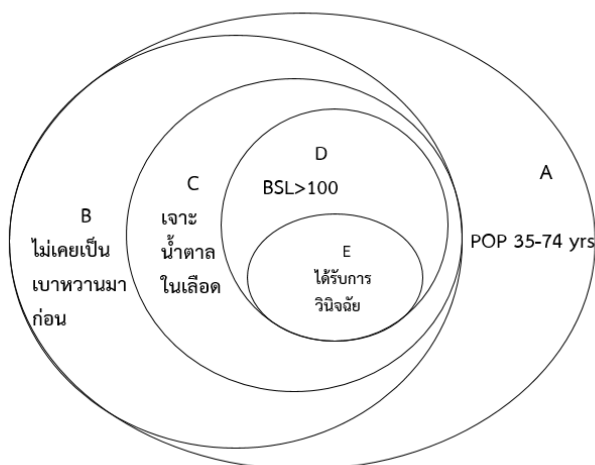 D
BSL>100
A
POP 35-74 yrs
C
เจาะ
น้ำตาล
ในเลือด
B
ไม่เคยเป็น
เบาหวานมา
ก่อน
E
ได้รับการ
วินิจฉัย